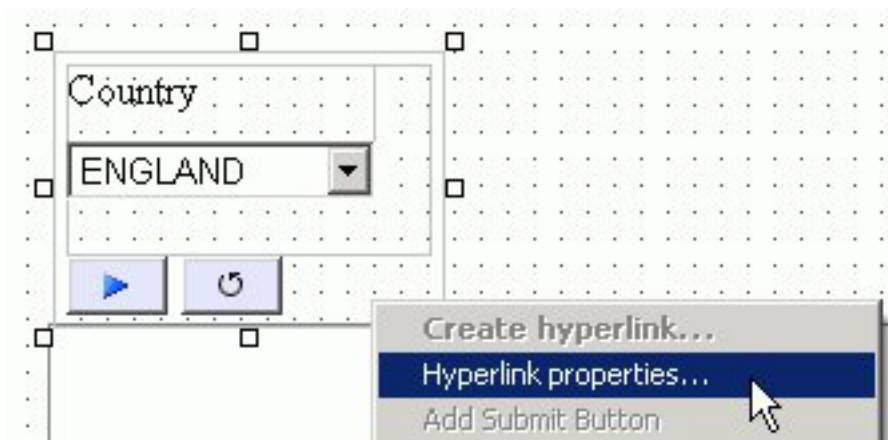 Country
ENGLAND
Create hyperlink...
Hyperlink properties...
Add Submit Button